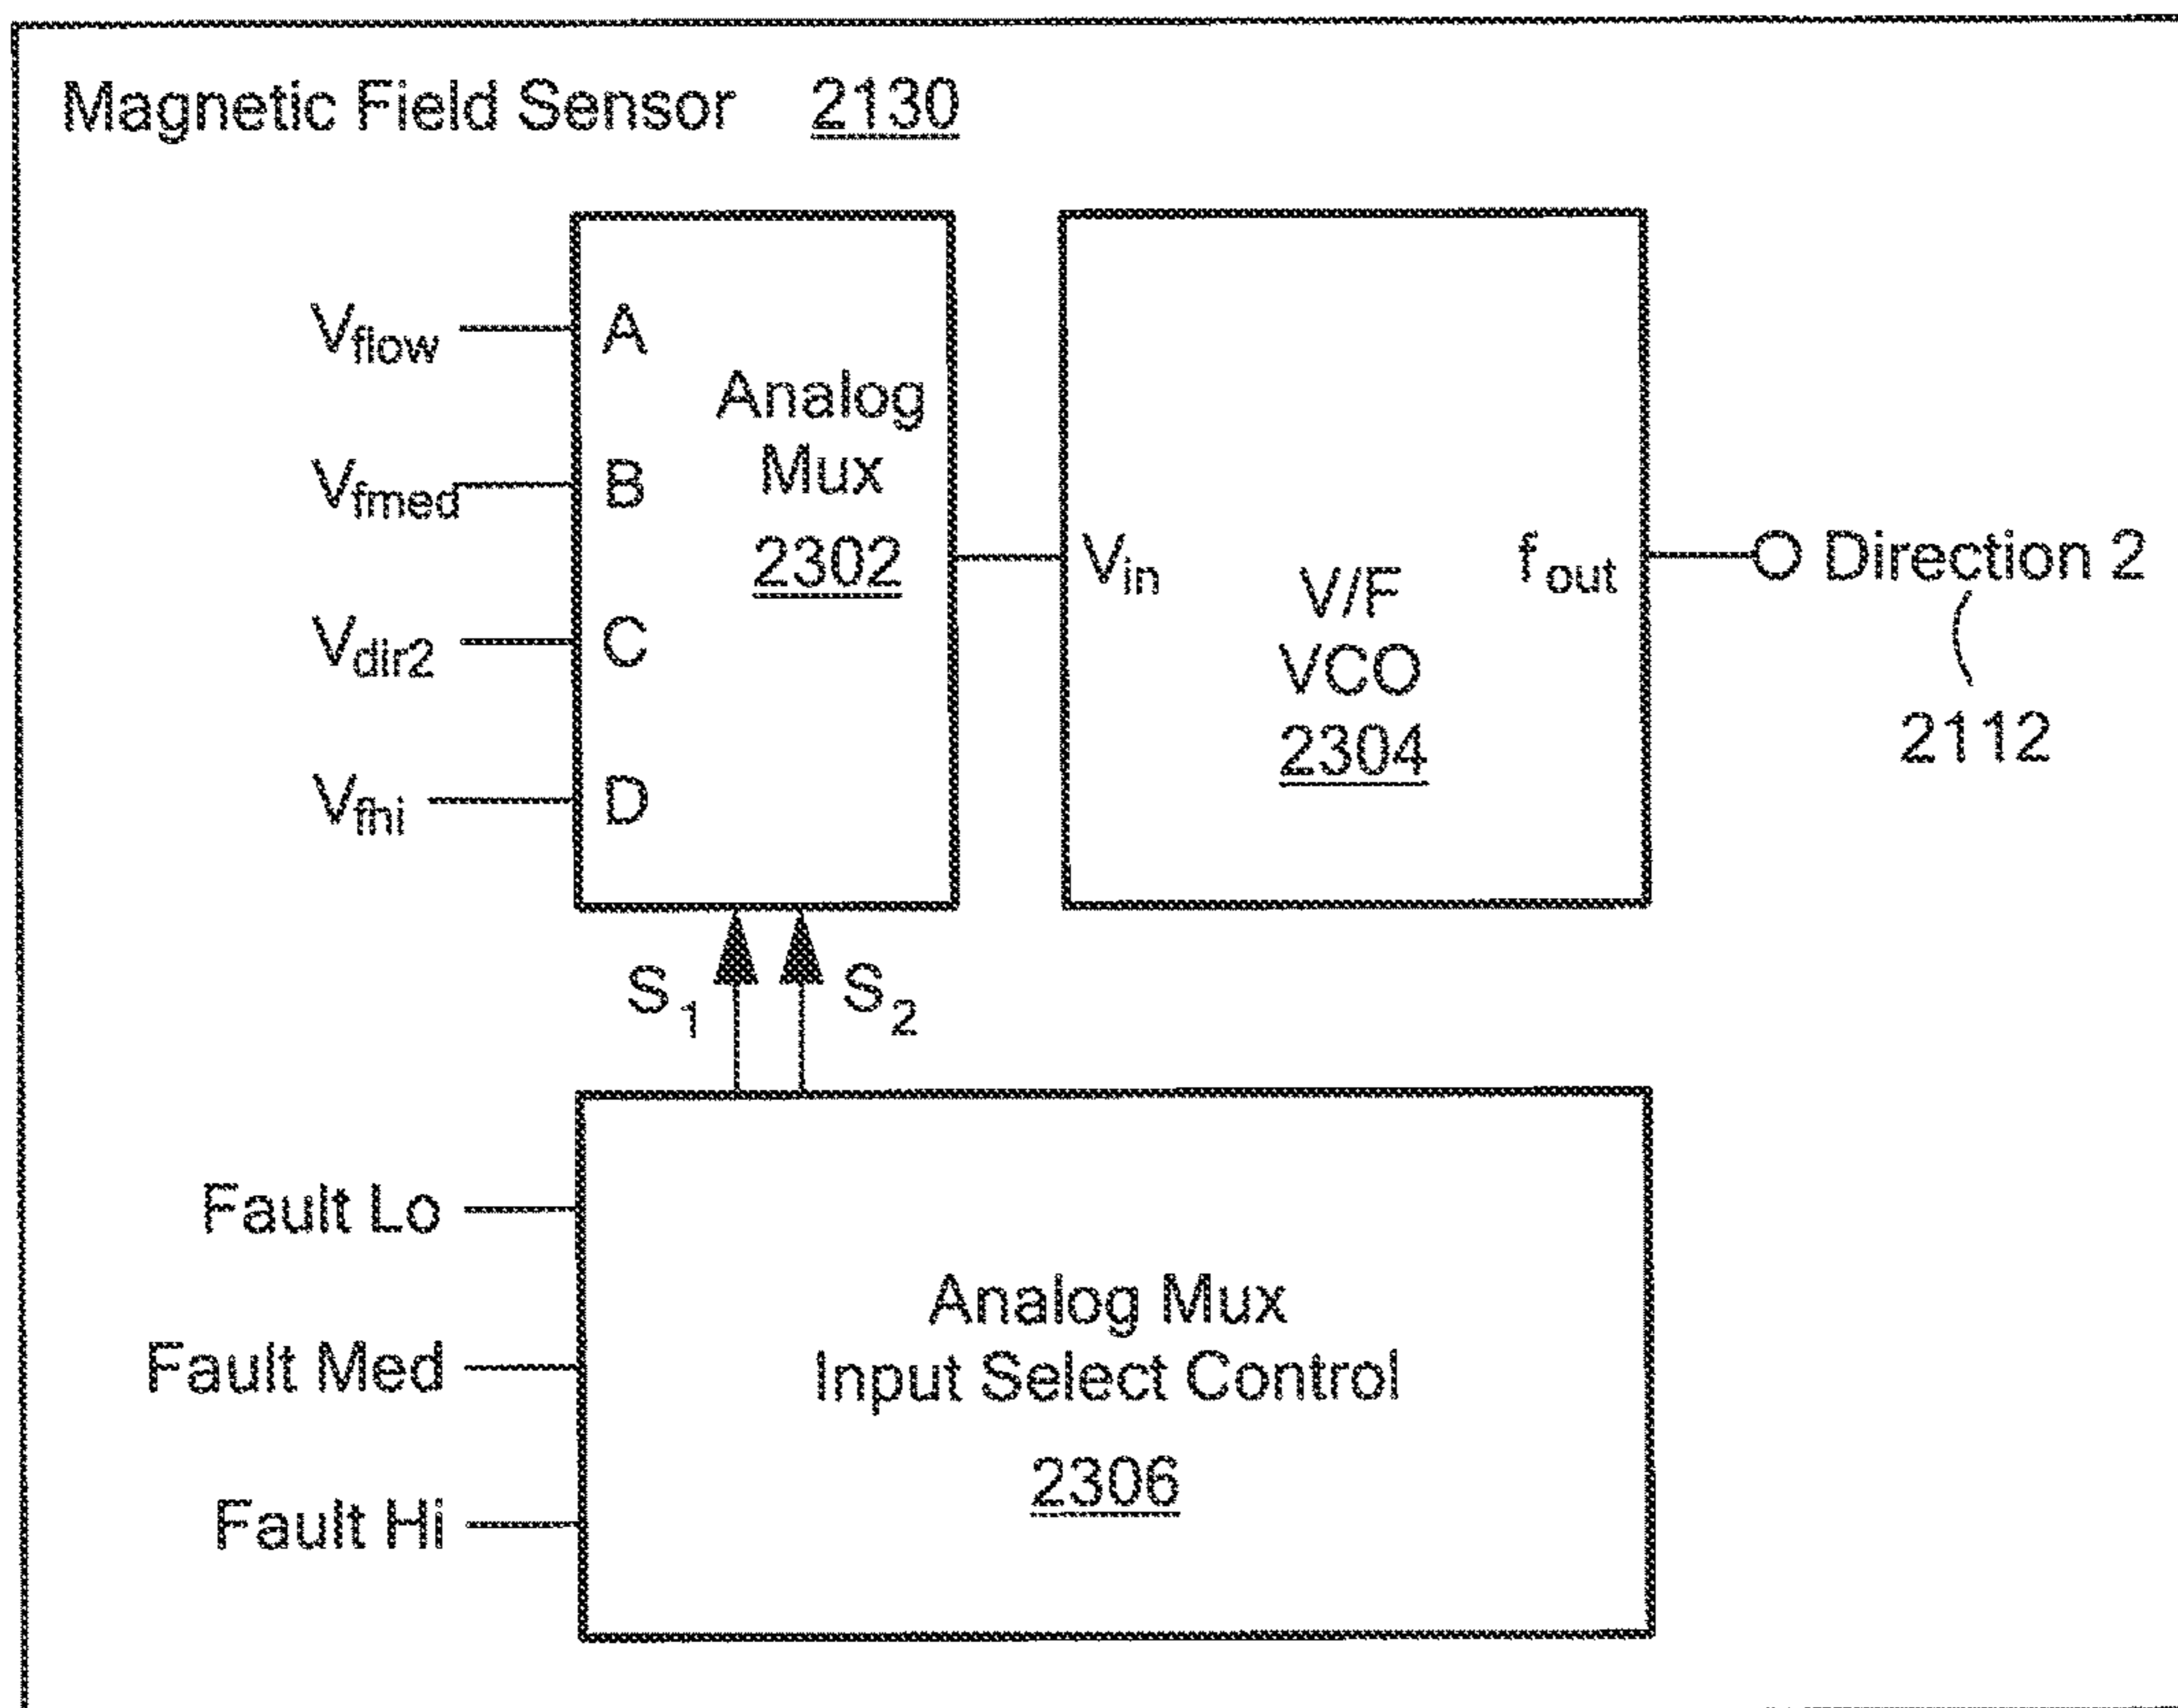 Magnetic Field Sensor 2130
Vflow
A
Analog
Mux
2302
Vfmed
B
Vdir2
C
Vfhi
D
Vin
V/F
VCO
2304
fout
Direction 2
2112
S1
S2
Fault Lo
Fault Med
Fault Hi
Analog Mux
Input Select Control
2306